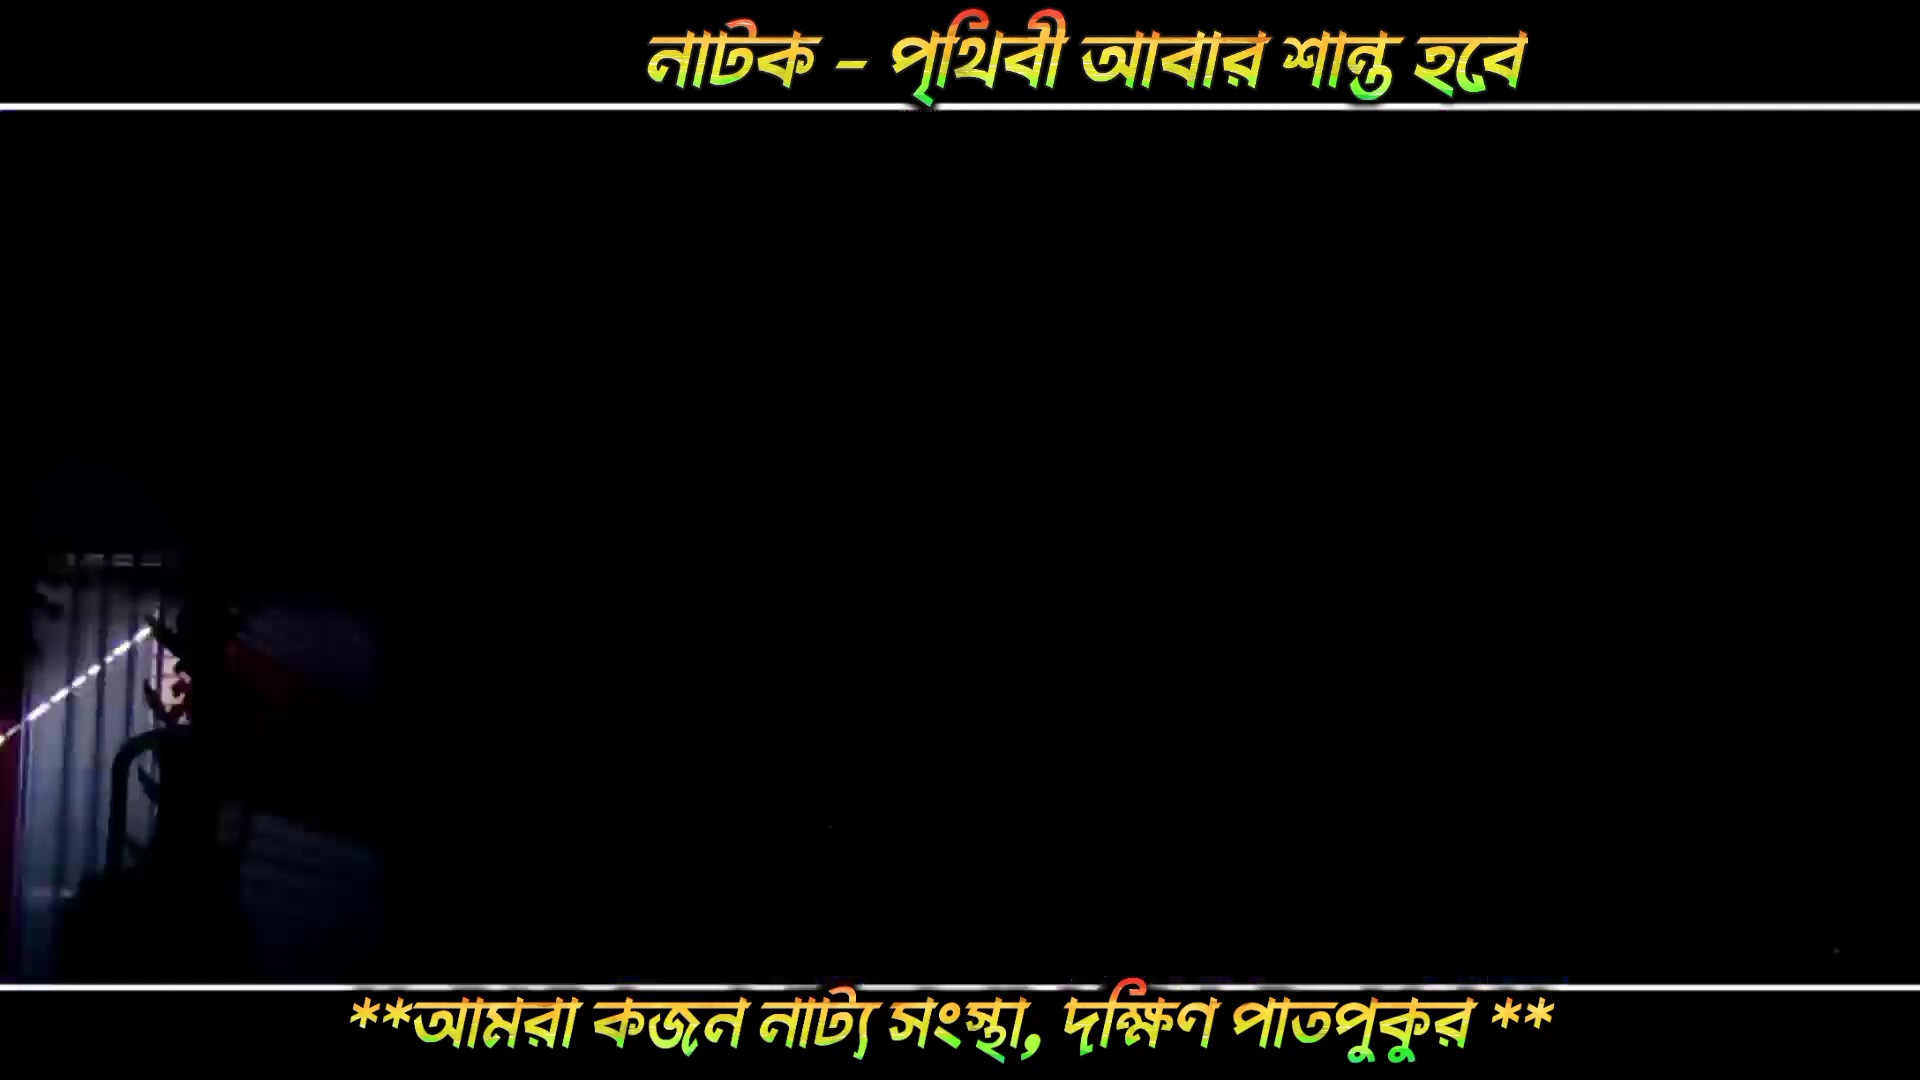 নাটক - পৃথিবী আবার শান্ত হবে
**আমরা কজন নাট্য সংস্থা, দক্ষিণ পাতপুকুর **